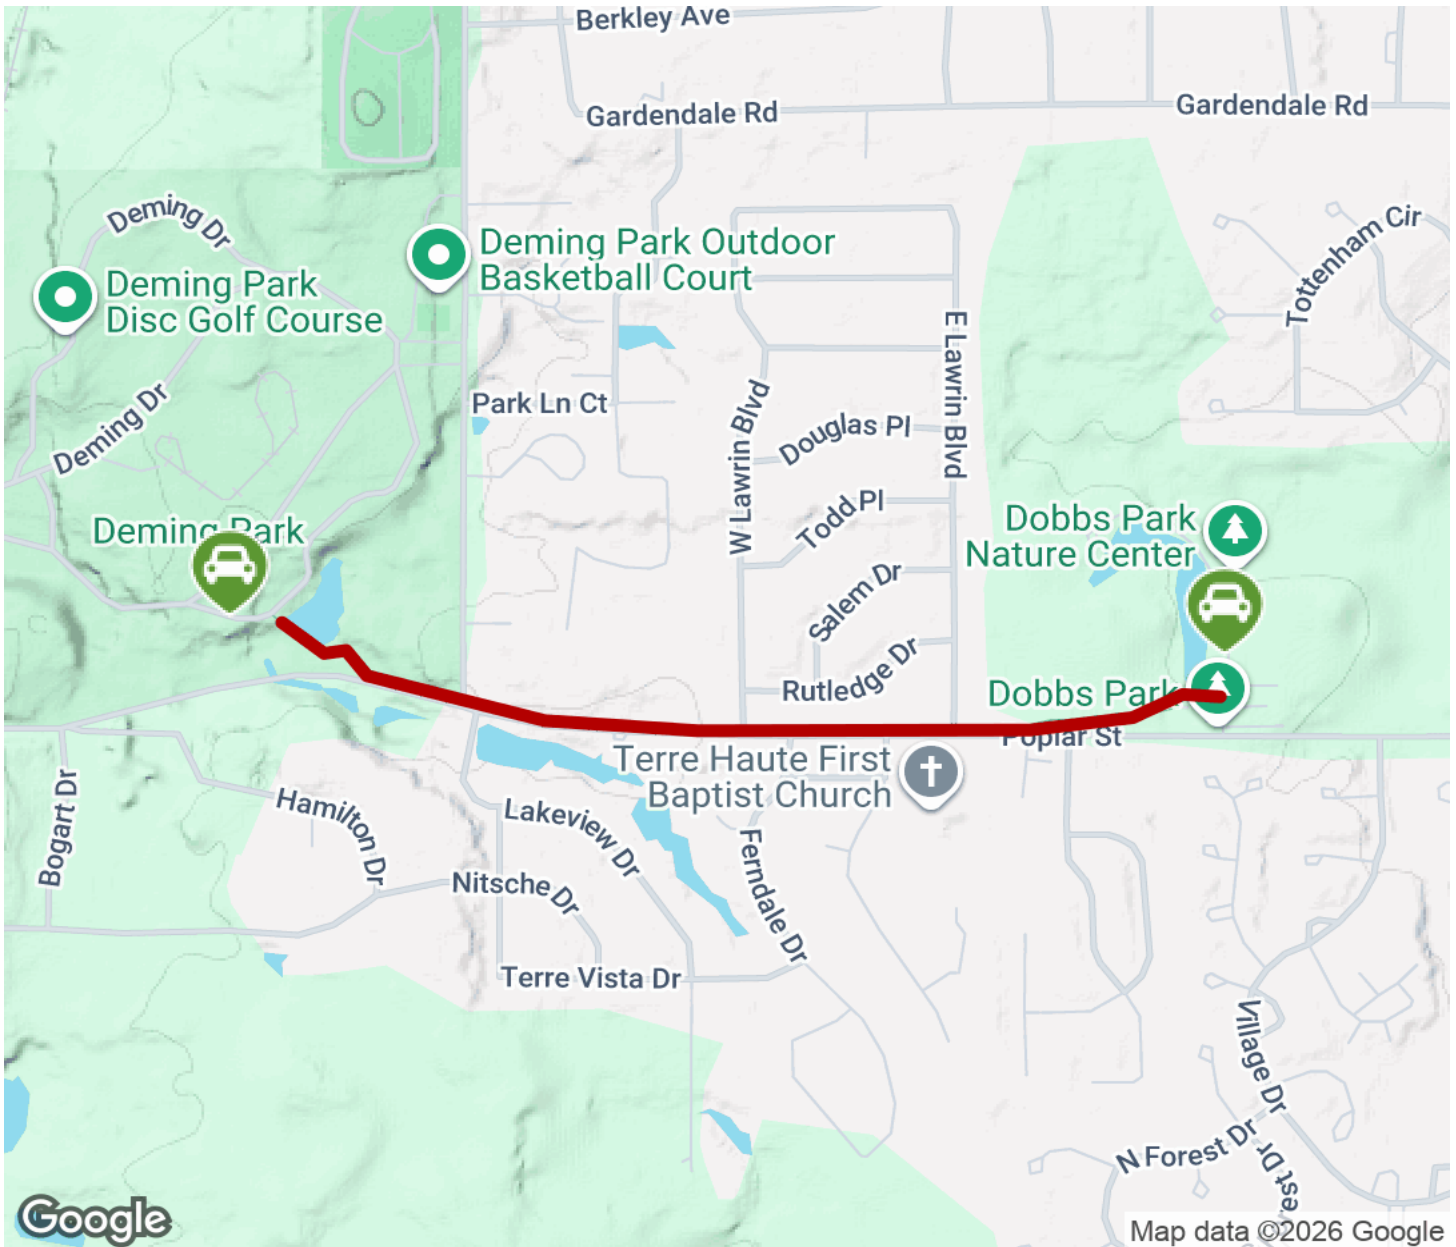 Berkley Ave
Gardendale Rd
Gardendale Rd
Deming Dr
Tottenham Cir
Deming Park Outdoor
Basketball Court
Deming Park
Disc Golf Course
E Lawrin Blvd
Park Ln Ct
W Lawrin Blvd
Deming Dr
Douglas Pl
Todd Pl
Deming Park
Dobbs Park
Nature Center
Salem Dr
Rutledge Dr
Dobbs Park
Poplar St
Terre Haute First
Baptist Church
Bogart Dr
Hamilton Dr
Lakeview Dr
Nitsche Dr
Ferndale Dr
Terre Vista Dr
Village Dr
N Forest Dr
est Dr
Google
Map data ©2026 Google